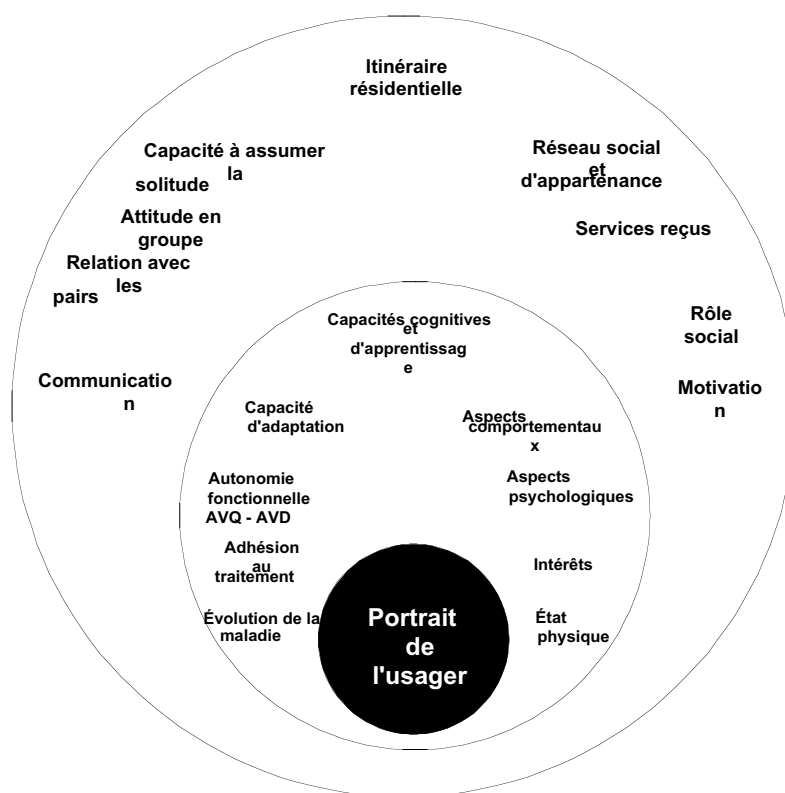 Itinéraire
résidentielle
Capacité à assumer
la
solitude
Attitude en
groupe
Relation avec
les
pairs
Communicatio
n
Réseau social
et
d'appartenance
Services reçus
Rôle
social
Motivatio
n
Capacités cognitives
et
d'apprentissag
e
Capacité
d'adaptation
Autonomie
fonctionnelle
AVQ - AVD
Adhésion
au
traitement
Évolution de la
maladie
Aspects
comportementau
x
Aspects
psychologiques
Intérêts
État
physique
Portrait
de
l'usager